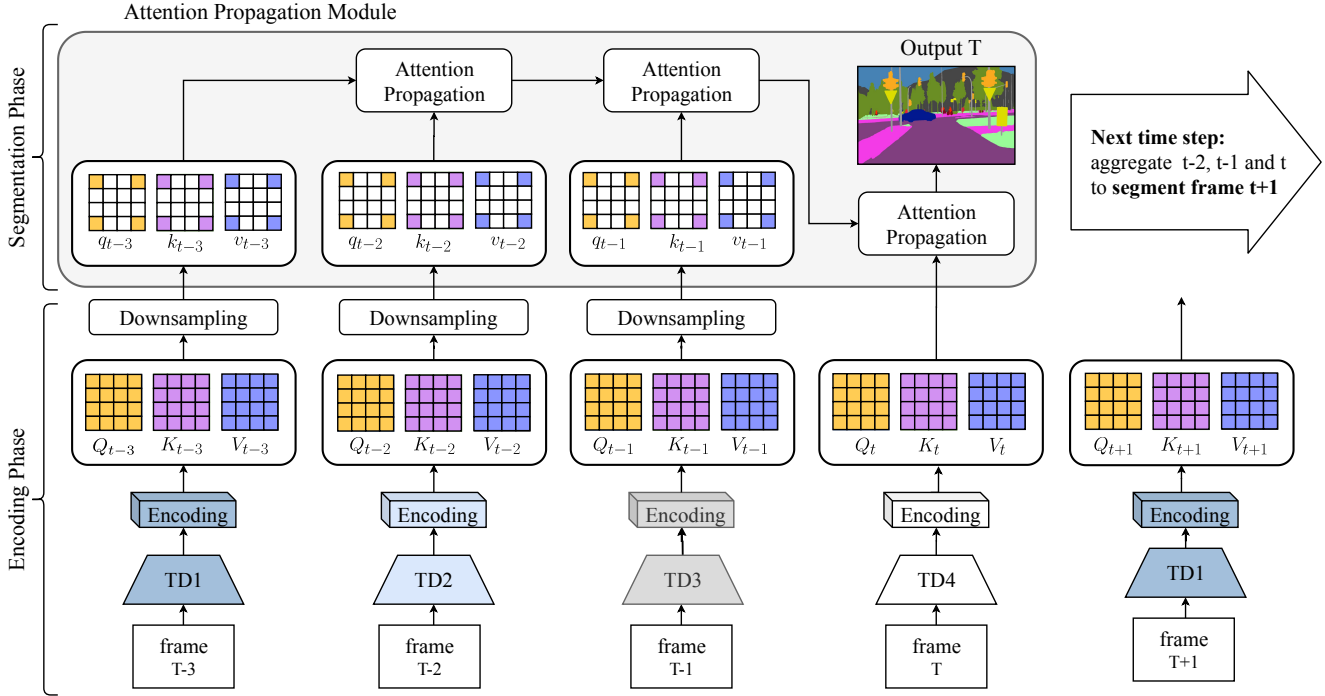 Attention Propagation Module
Segmentation Phase
Attention
Propagation
Attention
Propagation
Output T
Next time step:
aggregate t-2, t-1 and t
to segment frame t+1
q_{t-3} k_{t-3} v_{t-3}
q_{t-2} k_{t-2} v_{t-2}
q_{t-1} k_{t-1} v_{t-1}
Attention
Propagation
Encoding Phase
Downsampling
Downsampling
Downsampling
Q_{t-3} K_{t-3} V_{t-3}
Q_{t-2} K_{t-2} V_{t-2}
Q_{t-1} K_{t-1} V_{t-1}
Q_t K_t V_t
Q_{t+1} K_{t+1} V_{t+1}
Encoding
Encoding
Encoding
Encoding
Encoding
TD1
TD2
TD3
TD4
TD1
frame
T-3
frame
T-2
frame
T-1
frame
T
frame
T+1